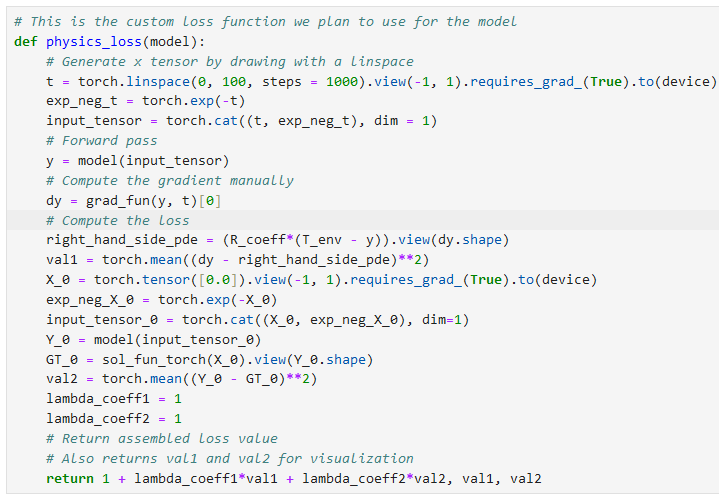 # This is the custom loss function we plan to use for the model
def physics_loss(model):
    # Generate x tensor by drawing with a linspace
    t = torch.linspace(0, 100, steps = 1000).view(-1, 1).requires_grad_(True).to(device)
    exp_neg_t = torch.exp(-t)
    input_tensor = torch.cat((t, exp_neg_t), dim = 1)
    # Forward pass
    y = model(input_tensor)
    # Compute the gradient manually
    dy = grad_fun(y, t)[0]
    # Compute the loss
    right_hand_side_pde = (R_coeff*(T_env - y)).view(dy.shape)
    val1 = torch.mean((dy - right_hand_side_pde)**2)
    X_0 = torch.tensor([0.0]).view(-1, 1).requires_grad_(True).to(device)
    exp_neg_X_0 = torch.exp(-X_0)
    input_tensor_0 = torch.cat((X_0, exp_neg_X_0), dim=1)
    Y_0 = model(input_tensor_0)
    GT_0 = sol_fun_torch(X_0).view(Y_0.shape)
    val2 = torch.mean((Y_0 - GT_0)**2)
    lambda_coeff1 = 1
    lambda_coeff2 = 1
    # Return assembled loss value
    # Also returns val1 and val2 for visualization
    return 1 + lambda_coeff1*val1 + lambda_coeff2*val2, val1, val2